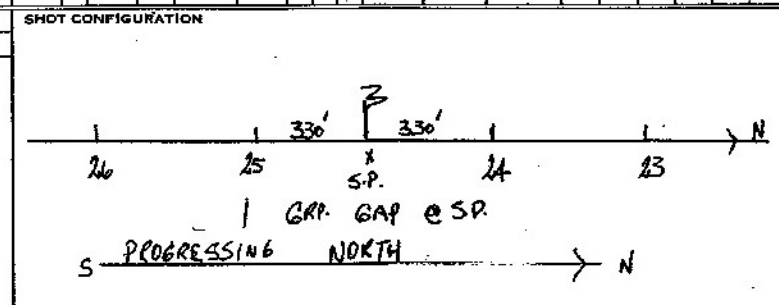 SHOT CONFIGURATION
330' 330'
N
26 25 S.P. 24 23
1 GRP. GAP @ S.P.
S PROGRESSING NORTH N